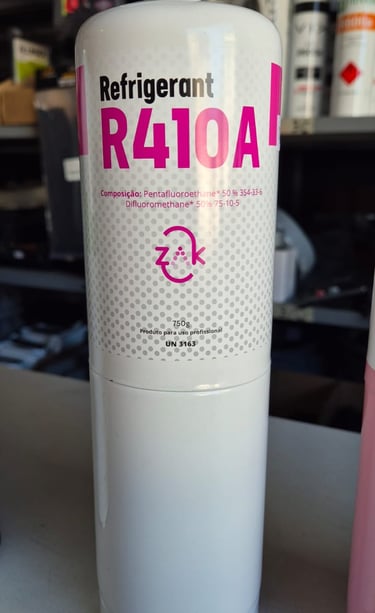 Refrigerant
R410A
Composição: Pentafluoroethane* 50 % 354-33-6
Difluoromethane* 50% 75-10-5
zak
750g
Produto para uso profissional
UN 3163